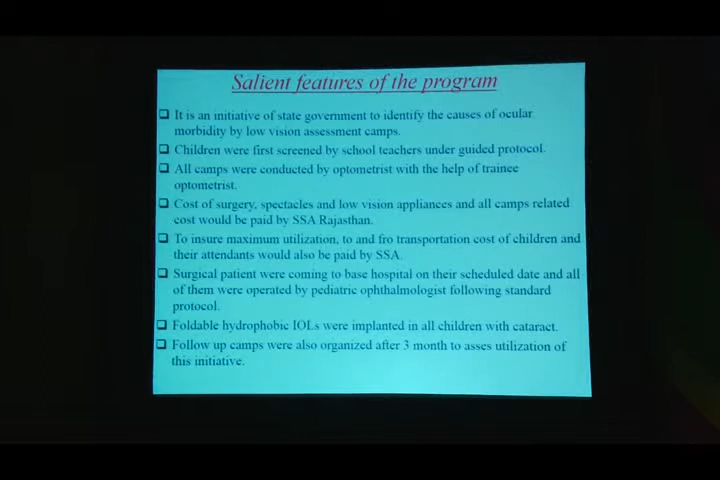 Salient features of the program
❑ It is an initiative of state government to identify the causes of ocular
morbidity by low vision assessment camps.
❑ Children were first screened by school teachers under guided protocol.
❑ All camps were conducted by optometrist with the help of trainee
optometrist.
❑ Cost of surgery, spectacles and low vision appliances and all camps related
cost would be paid by SSA Rajasthan.
❑ To insure maximum utilization, to and fro transportation cost of children and
their attendants would also be paid by SSA.
❑ Surgical patient were coming to base hospital on their scheduled date and all
of them were operated by pediatric ophthalmologist following standard
protocol.
❑ Foldable hydrophobic IOLs were implanted in all children with cataract.
❑ Follow up camps were also organized after 3 month to asses utilization of
this initiative.